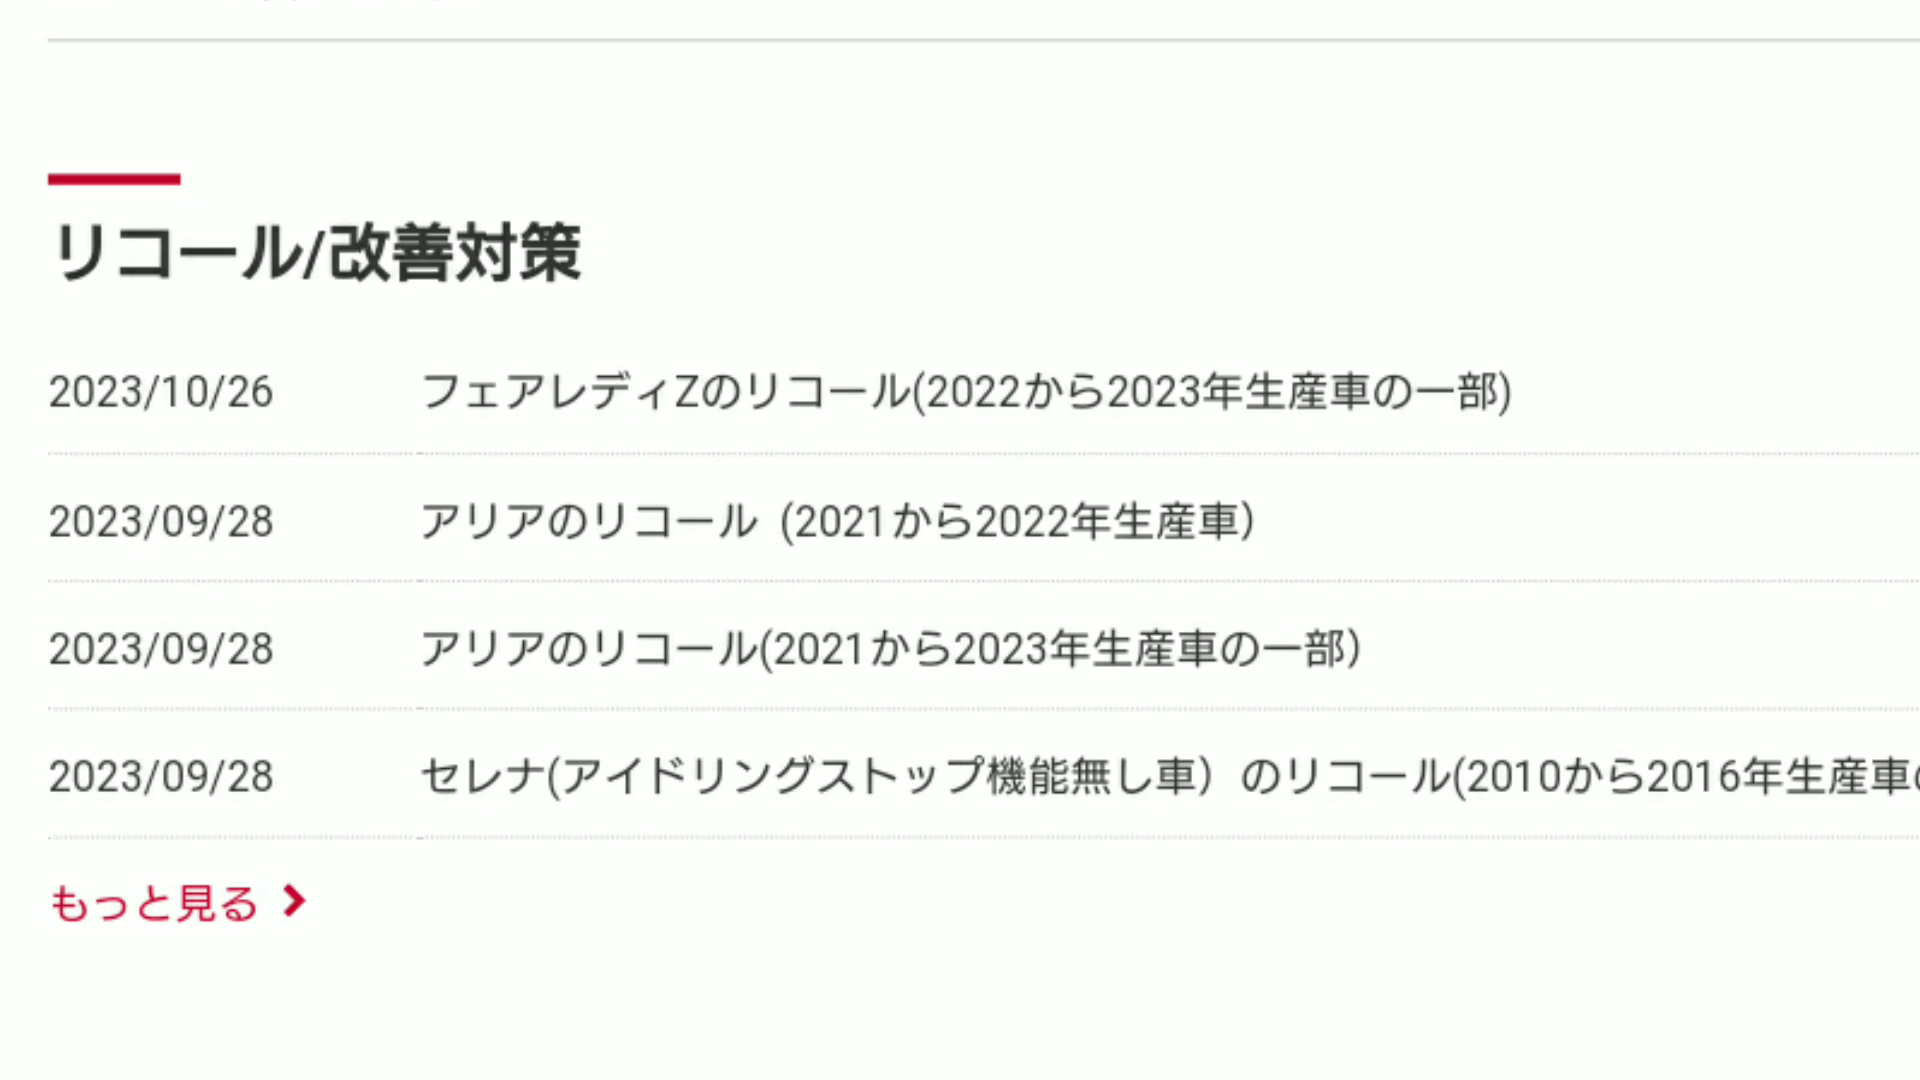 リコール/改善対策
2023/10/26 フェアレディZのリコール(2022から2023年生産車の一部)
2023/09/28 アリアのリコール (2021から2022年生産車）
2023/09/28 アリアのリコール(2021から2023年生産車の一部）
2023/09/28 セレナ(アイドリングストップ機能無し車）のリコール(2010から2016年生産車の
もっと見る